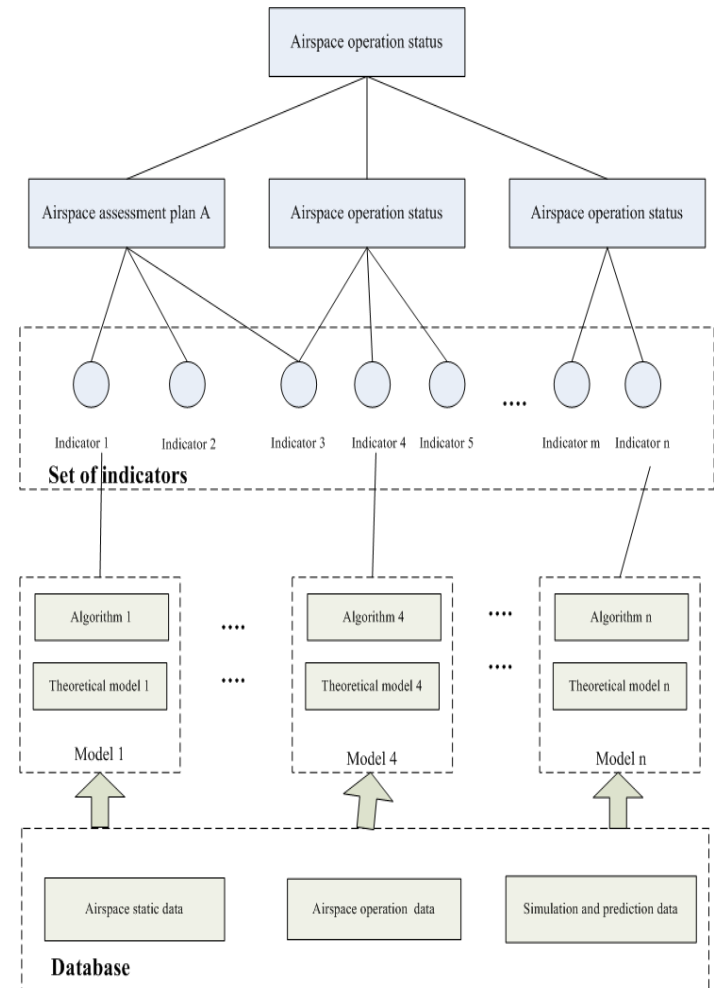 Airspace operation status
Airspace assessment plan A
Airspace operation status
Airspace operation status
....
Indicator 1
Indicator 2
Indicator 3
Indicator 4
Indicator 5
Indicator m
Indicator n
Set of indicators
Algorithm 1
....
Algorithm 4
....
Algorithm n
Theoretical model 1
....
Theoretical model 4
....
Theoretical model n
Model 1
Model 4
Model n
Airspace static data
Airspace operation data
Simulation and prediction data
Database